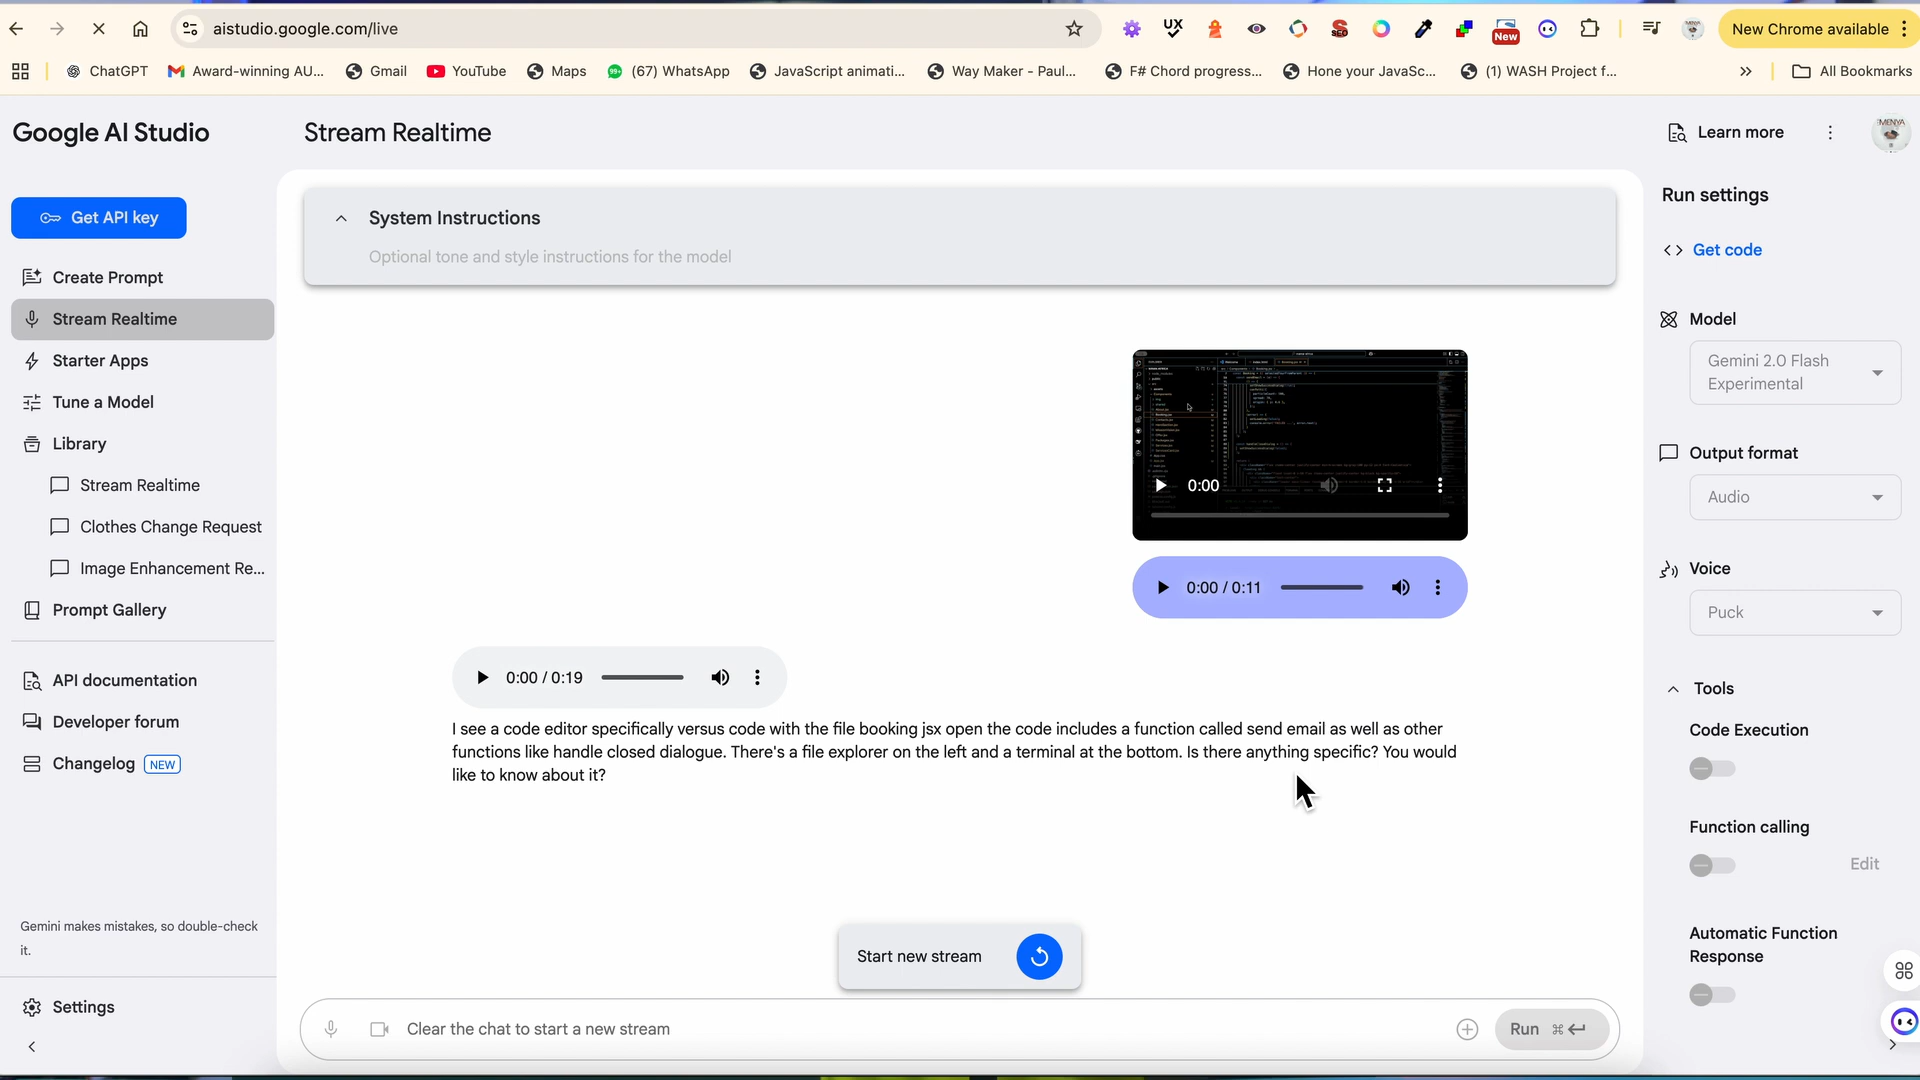 aistudio.google.com/live
UX
SEO
New
New Chrome available
ChatGPT
Award-winning AU...
Gmail
YouTube
Maps
99+
(67) WhatsApp
JavaScript animati...
Way Maker - Paul...
F# Chord progress...
Hone your JavaSc...
(1) WASH Project f...
All Bookmarks
Google AI Studio
Stream Realtime
Learn more
Get API key
Create Prompt
Stream Realtime
Starter Apps
Tune a Model
Library
Stream Realtime
Clothes Change Request
Image Enhancement Re...
Prompt Gallery
API documentation
Developer forum
Changelog NEW
Gemini makes mistakes, so double-check
it.
Settings
System Instructions
Optional tone and style instructions for the model
0:00
0:00 / 0:11
0:00 / 0:19
I see a code editor specifically versus code with the file booking jsx open the code includes a function called send email as well as other
functions like handle closed dialogue. There's a file explorer on the left and a terminal at the bottom. Is there anything specific? You would
like to know about it?
Start new stream
Clear the chat to start a new stream
Run ⌘
Run settings
Get code
Model
Gemini 2.0 Flash
Experimental
Output format
Audio
Voice
Puck
Tools
Code Execution
Function calling
Edit
Automatic Function
Response